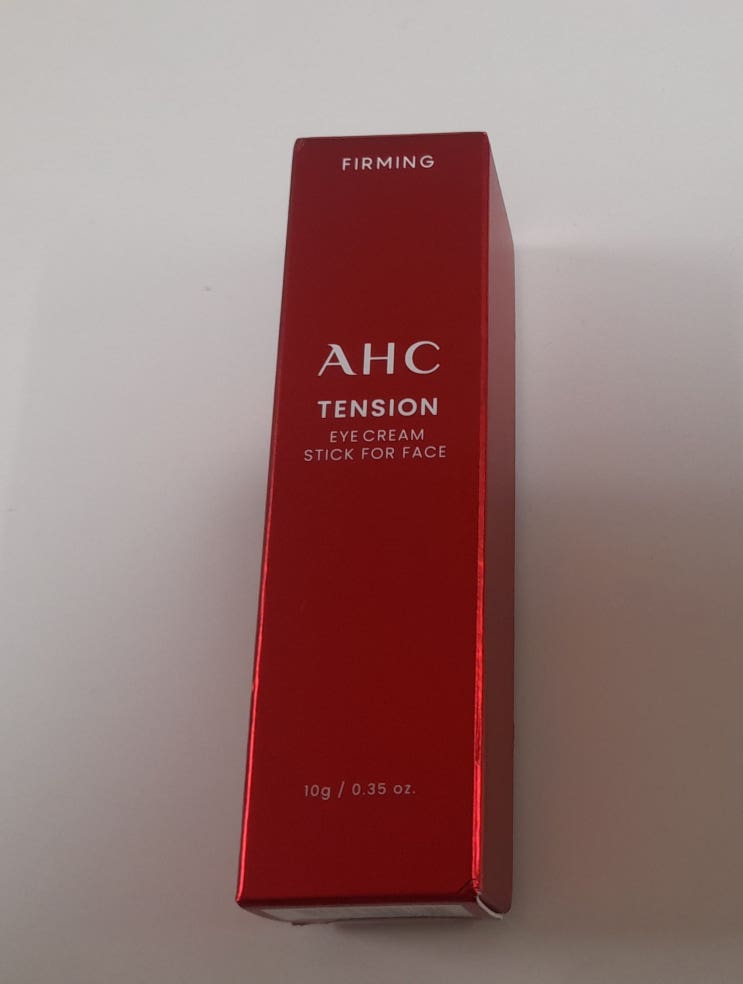 FIRMING
AHC
TENSION
EYE CREAM
STICK FOR FACE
10g / 0.35 oz.